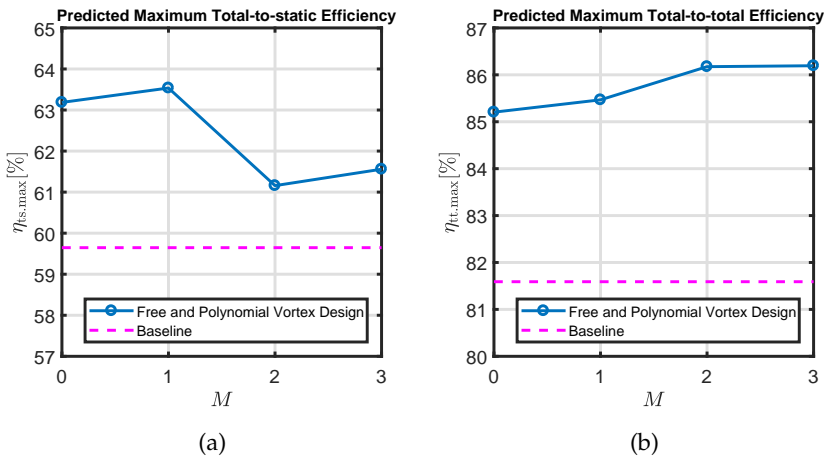 Predicted Maximum Total-to-static Efficiency
65
64
63
62
61
60
59
58
57
η_ts.max [%]
Free and Polynomial Vortex Design
Baseline
0 1 2 3
M
(a)
Predicted Maximum Total-to-total Efficiency
87
86
85
84
83
82
81
80
η_tt.max [%]
Free and Polynomial Vortex Design
Baseline
0 1 2 3
M
(b)